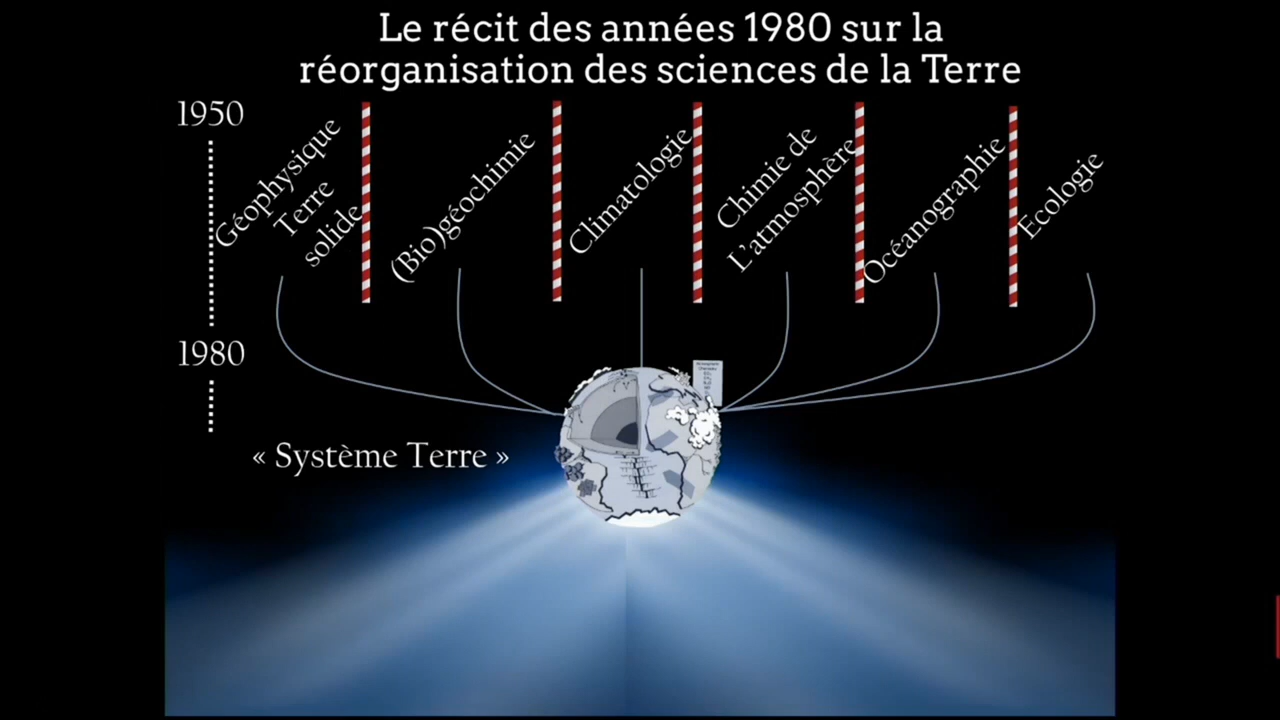 Le récit des années 1980 sur la
réorganisation des sciences de la Terre
1950
Géophysique
Terre
solide
(Bio)géochimie
Climatologie
Chimie de
L'atmosphère
Océanographie
Ecologie
1980
« Système Terre »